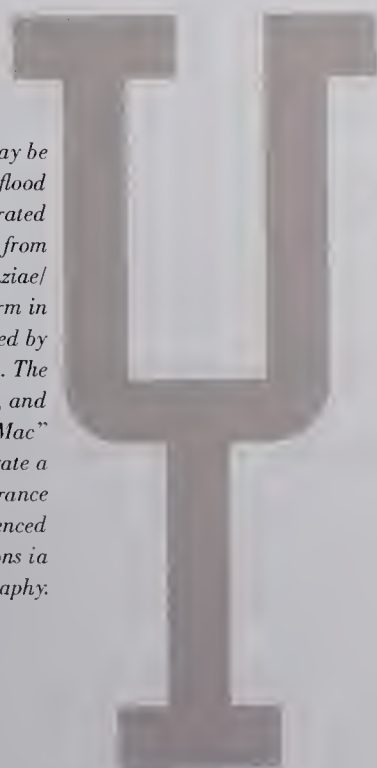 ay be
flood
rated
from
ziae/
rm in
ed by
. The
, and
Mac”
ate a
rance
enced
ons ia
aphy.
Y